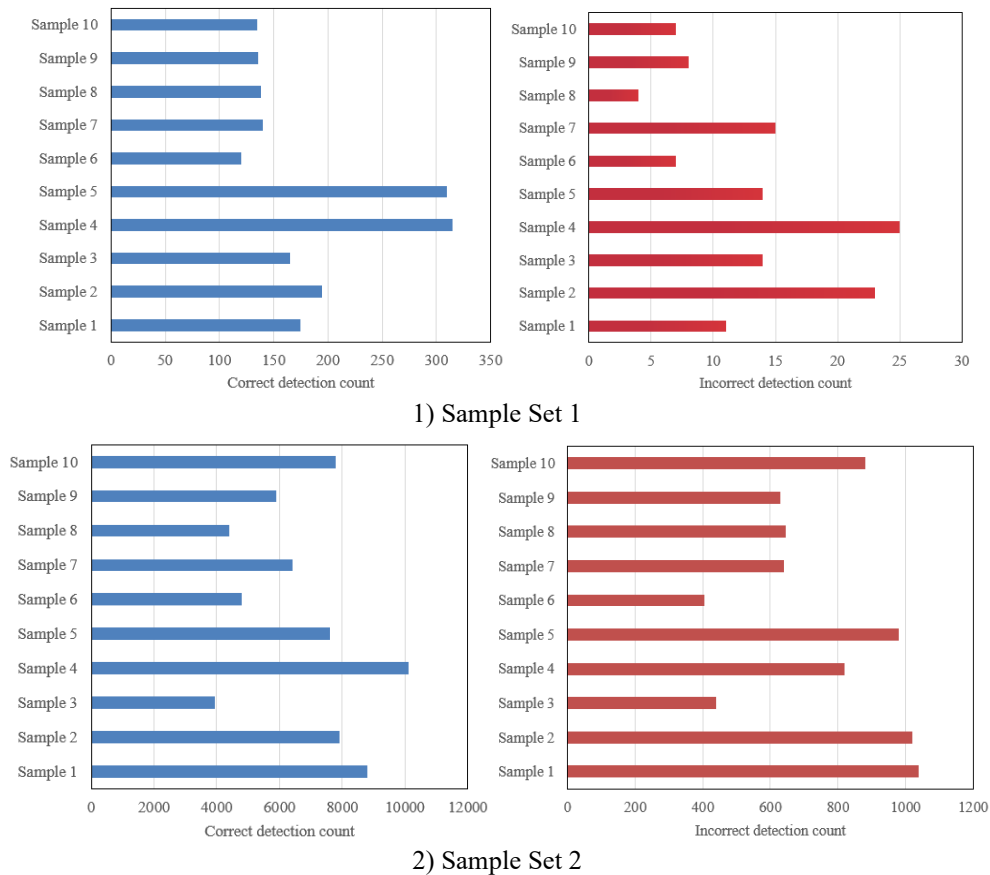 Sample 10
Sample 9
Sample 8
Sample 7
Sample 6
Sample 5
Sample 4
Sample 3
Sample 2
Sample 1
0 50 100 150 200 250 300 350
Correct detection count
Sample 10
Sample 9
Sample 8
Sample 7
Sample 6
Sample 5
Sample 4
Sample 3
Sample 2
Sample 1
0 5 10 15 20 25 30
Incorrect detection count
1) Sample Set 1
Sample 10
Sample 9
Sample 8
Sample 7
Sample 6
Sample 5
Sample 4
Sample 3
Sample 2
Sample 1
0 2000 4000 6000 8000 10000 12000
Correct detection count
Sample 10
Sample 9
Sample 8
Sample 7
Sample 6
Sample 5
Sample 4
Sample 3
Sample 2
Sample 1
0 200 400 600 800 1000 1200
Incorrect detection count
2) Sample Set 2